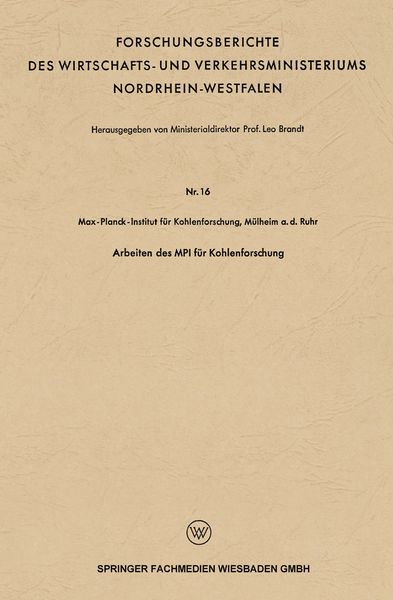 FORSCHUNGSBERICHTE
DES WIRTSCHAFTS- UND VERKEHRSMINISTERIUMS
NORDRHEIN-WESTFALEN
Herausgegeben von Ministerialdirektor Prof. Leo Brandt
Nr. 16
Max-Planck-Institut für Kohlenforschung, Mülheim a. d. Ruhr
Arbeiten des MPI für Kohlenforschung
W
SPRINGER FACHMEDIEN WIESBADEN GMBH